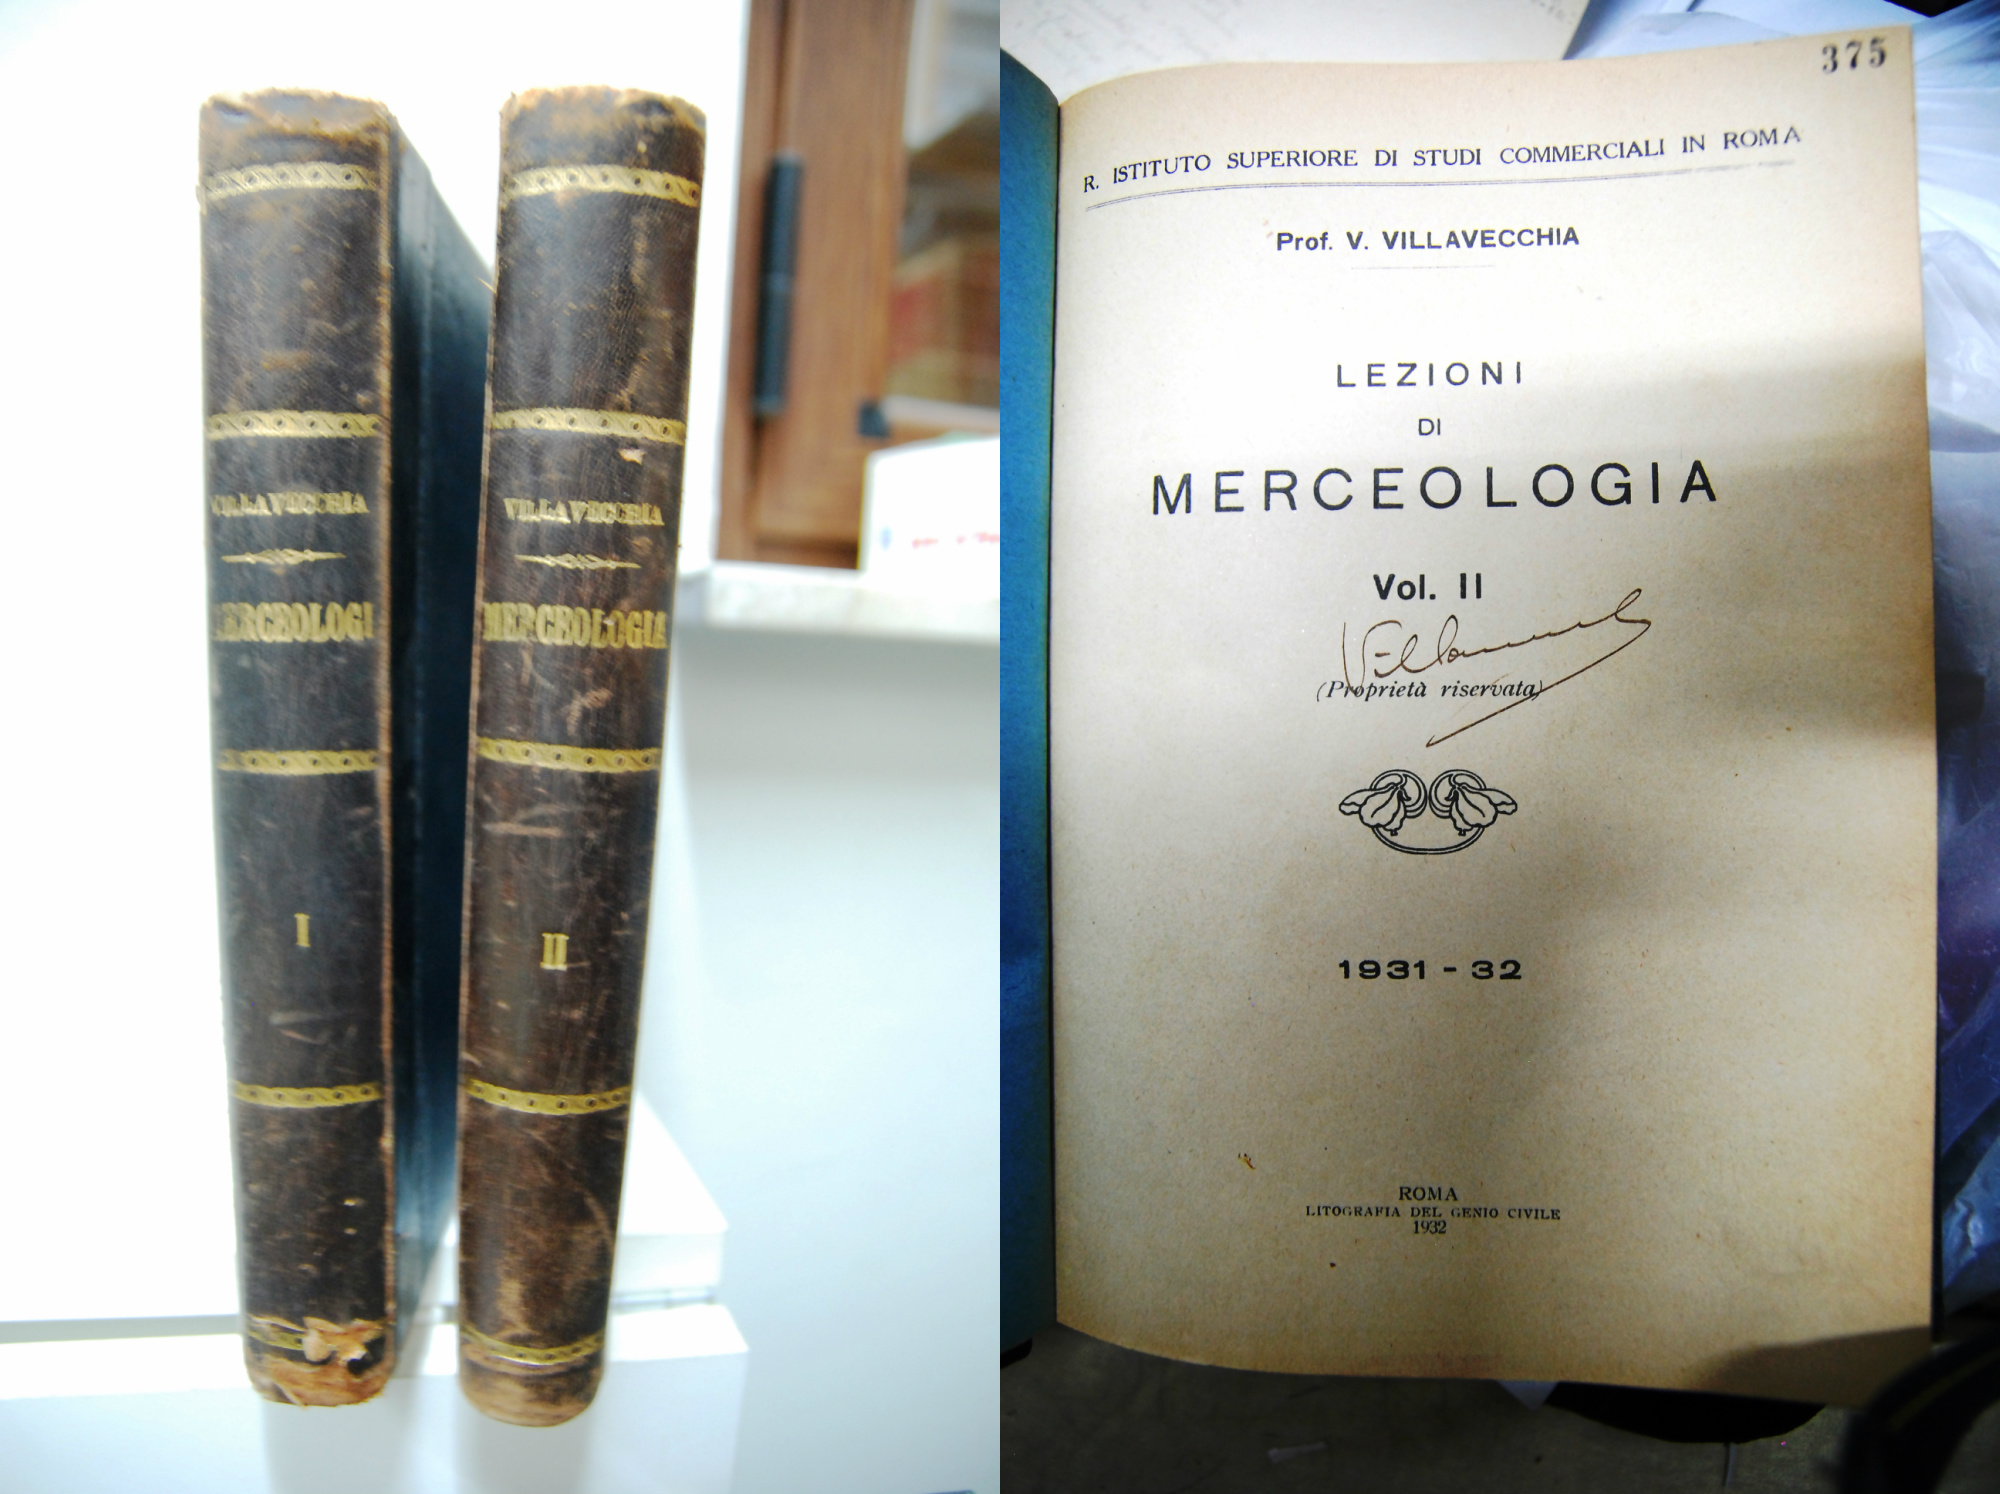 VILLAVECCHIA
MERCEOLOGI
I
VILLAVECCHIA
MERCEOLOGIA
II
375
R. ISTITUTO SUPERIORE DI STUDI COMMERCIALI IN ROMA
Prof. V. VILLAVECCHIA
LEZIONI
DI
MERCEOLOGIA
Vol. II
(Proprietà riservata)
1931 - 32
ROMA
LITOGRAFIA DEL GENIO CIVILE
1932